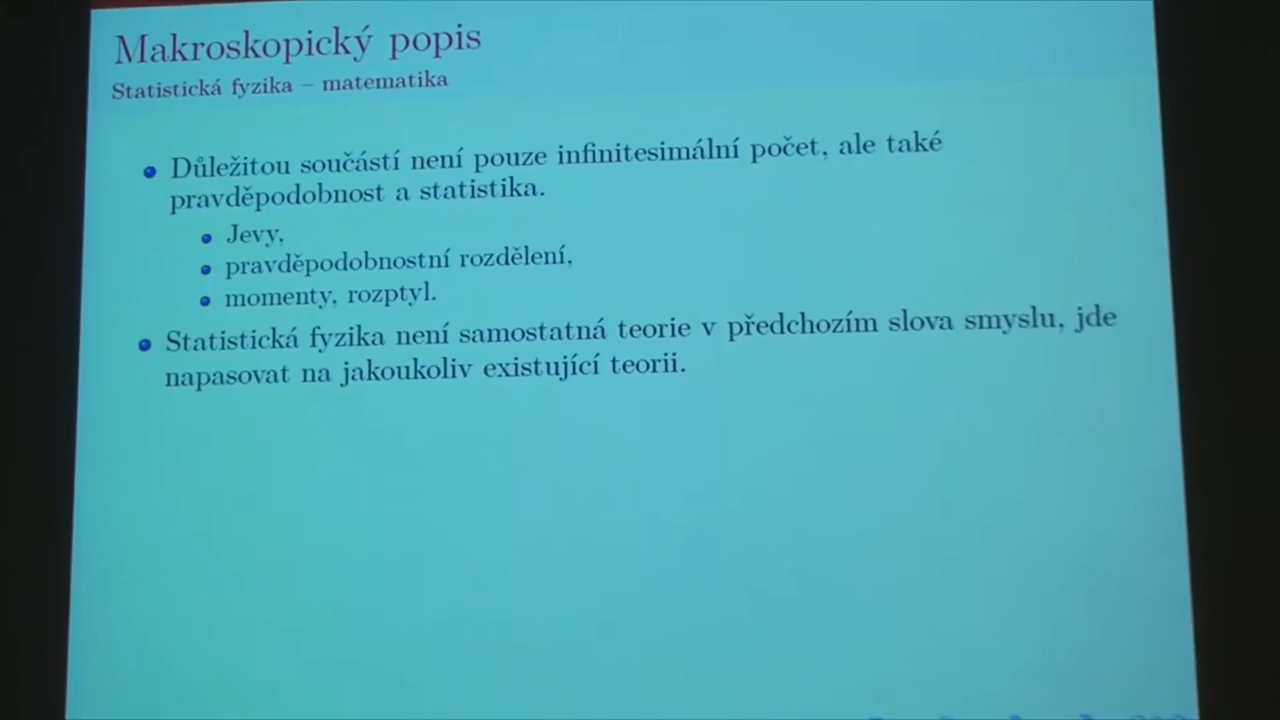 Makroskopický popis
Statistická fyzika – matematika
Důležitou součástí není pouze infinitesimální počet, ale také
pravděpodobnost a statistika.
Jevy,
pravděpodobnostní rozdělení,
momenty, rozptyl.
Statistická fyzika není samostatná teorie v předchozím slova smyslu, jde
napasovat na jakoukoliv existující teorii.